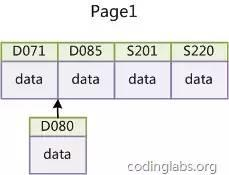 Page1
D071 D085 S201 S220
data data data data
D080
data
codinglabs.org